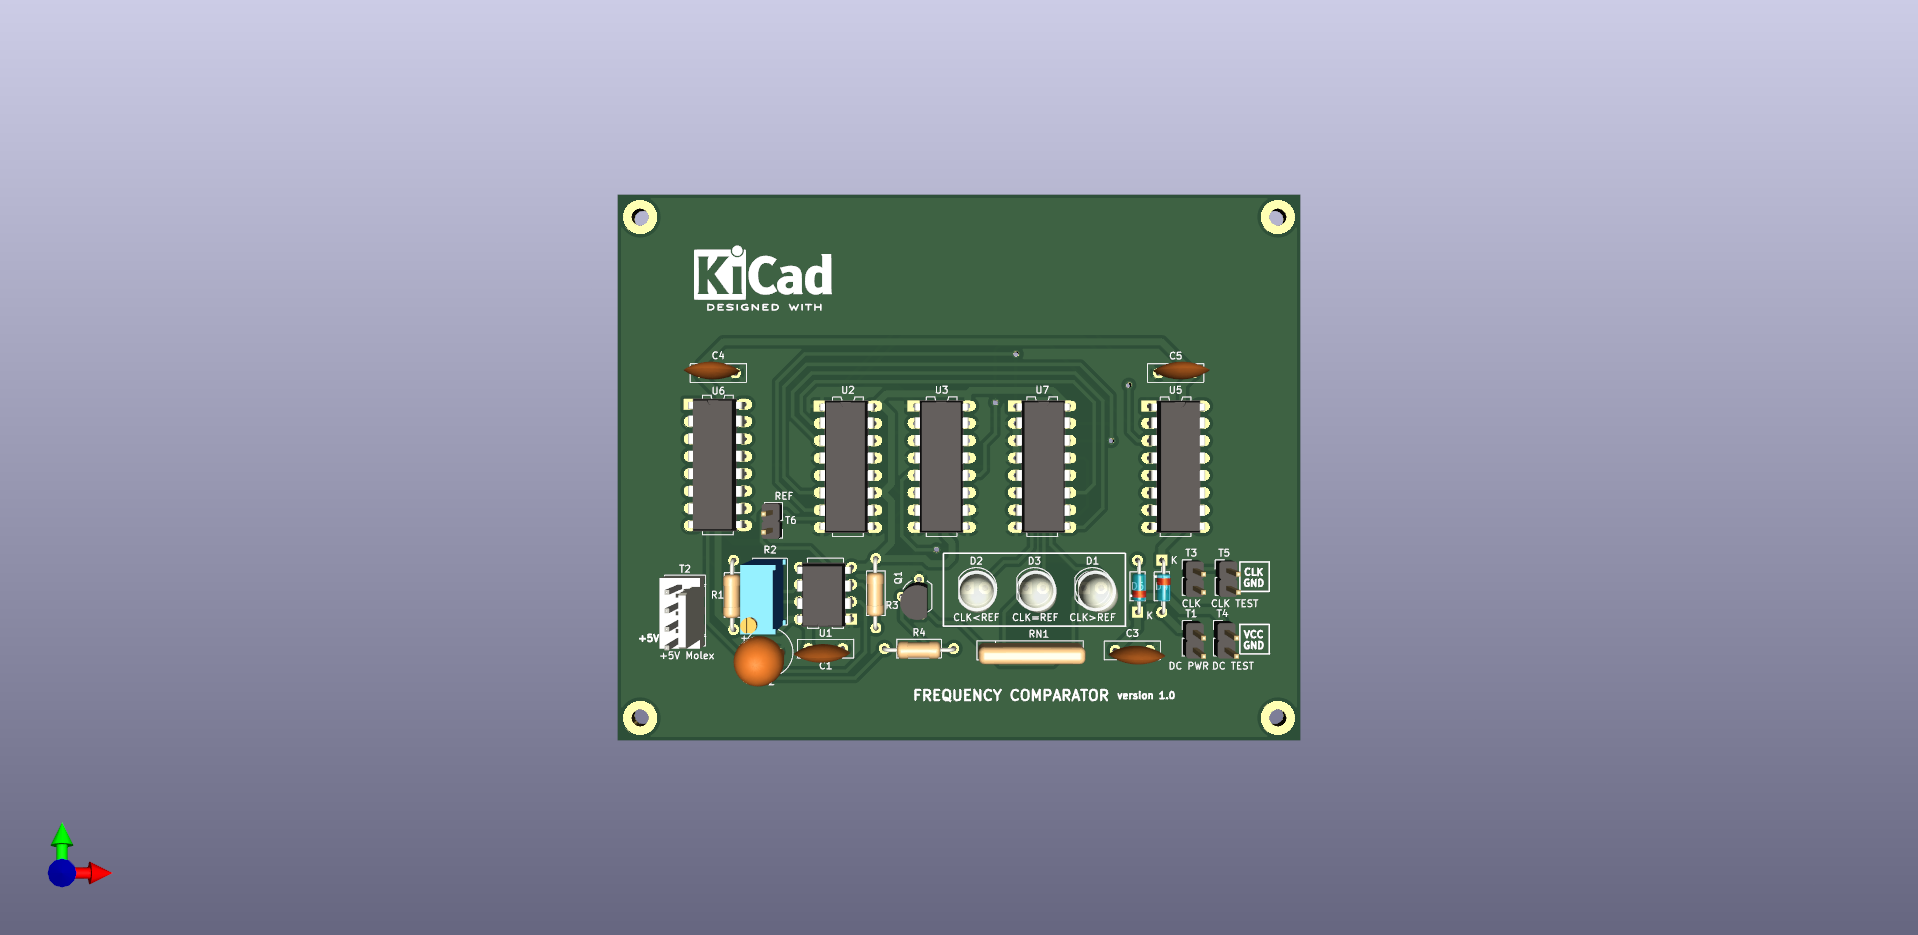 KiCad
DESIGNED WITH
C4
C5
U6
U2
U3
U7
U5
REF
T6
R2
T2
R1
U1
R3
Q1
D2
D3
D1
CLK<REF
CLK=REF
CLK>REF
K
K
T3
T5
CLK
GND
CLK
CLK TEST
T1
T4
VCC
GND
DC PWR
DC TEST
+5V
+5V Molex
+
C1
R4
RN1
C3
FREQUENCY COMPARATOR version 1.0